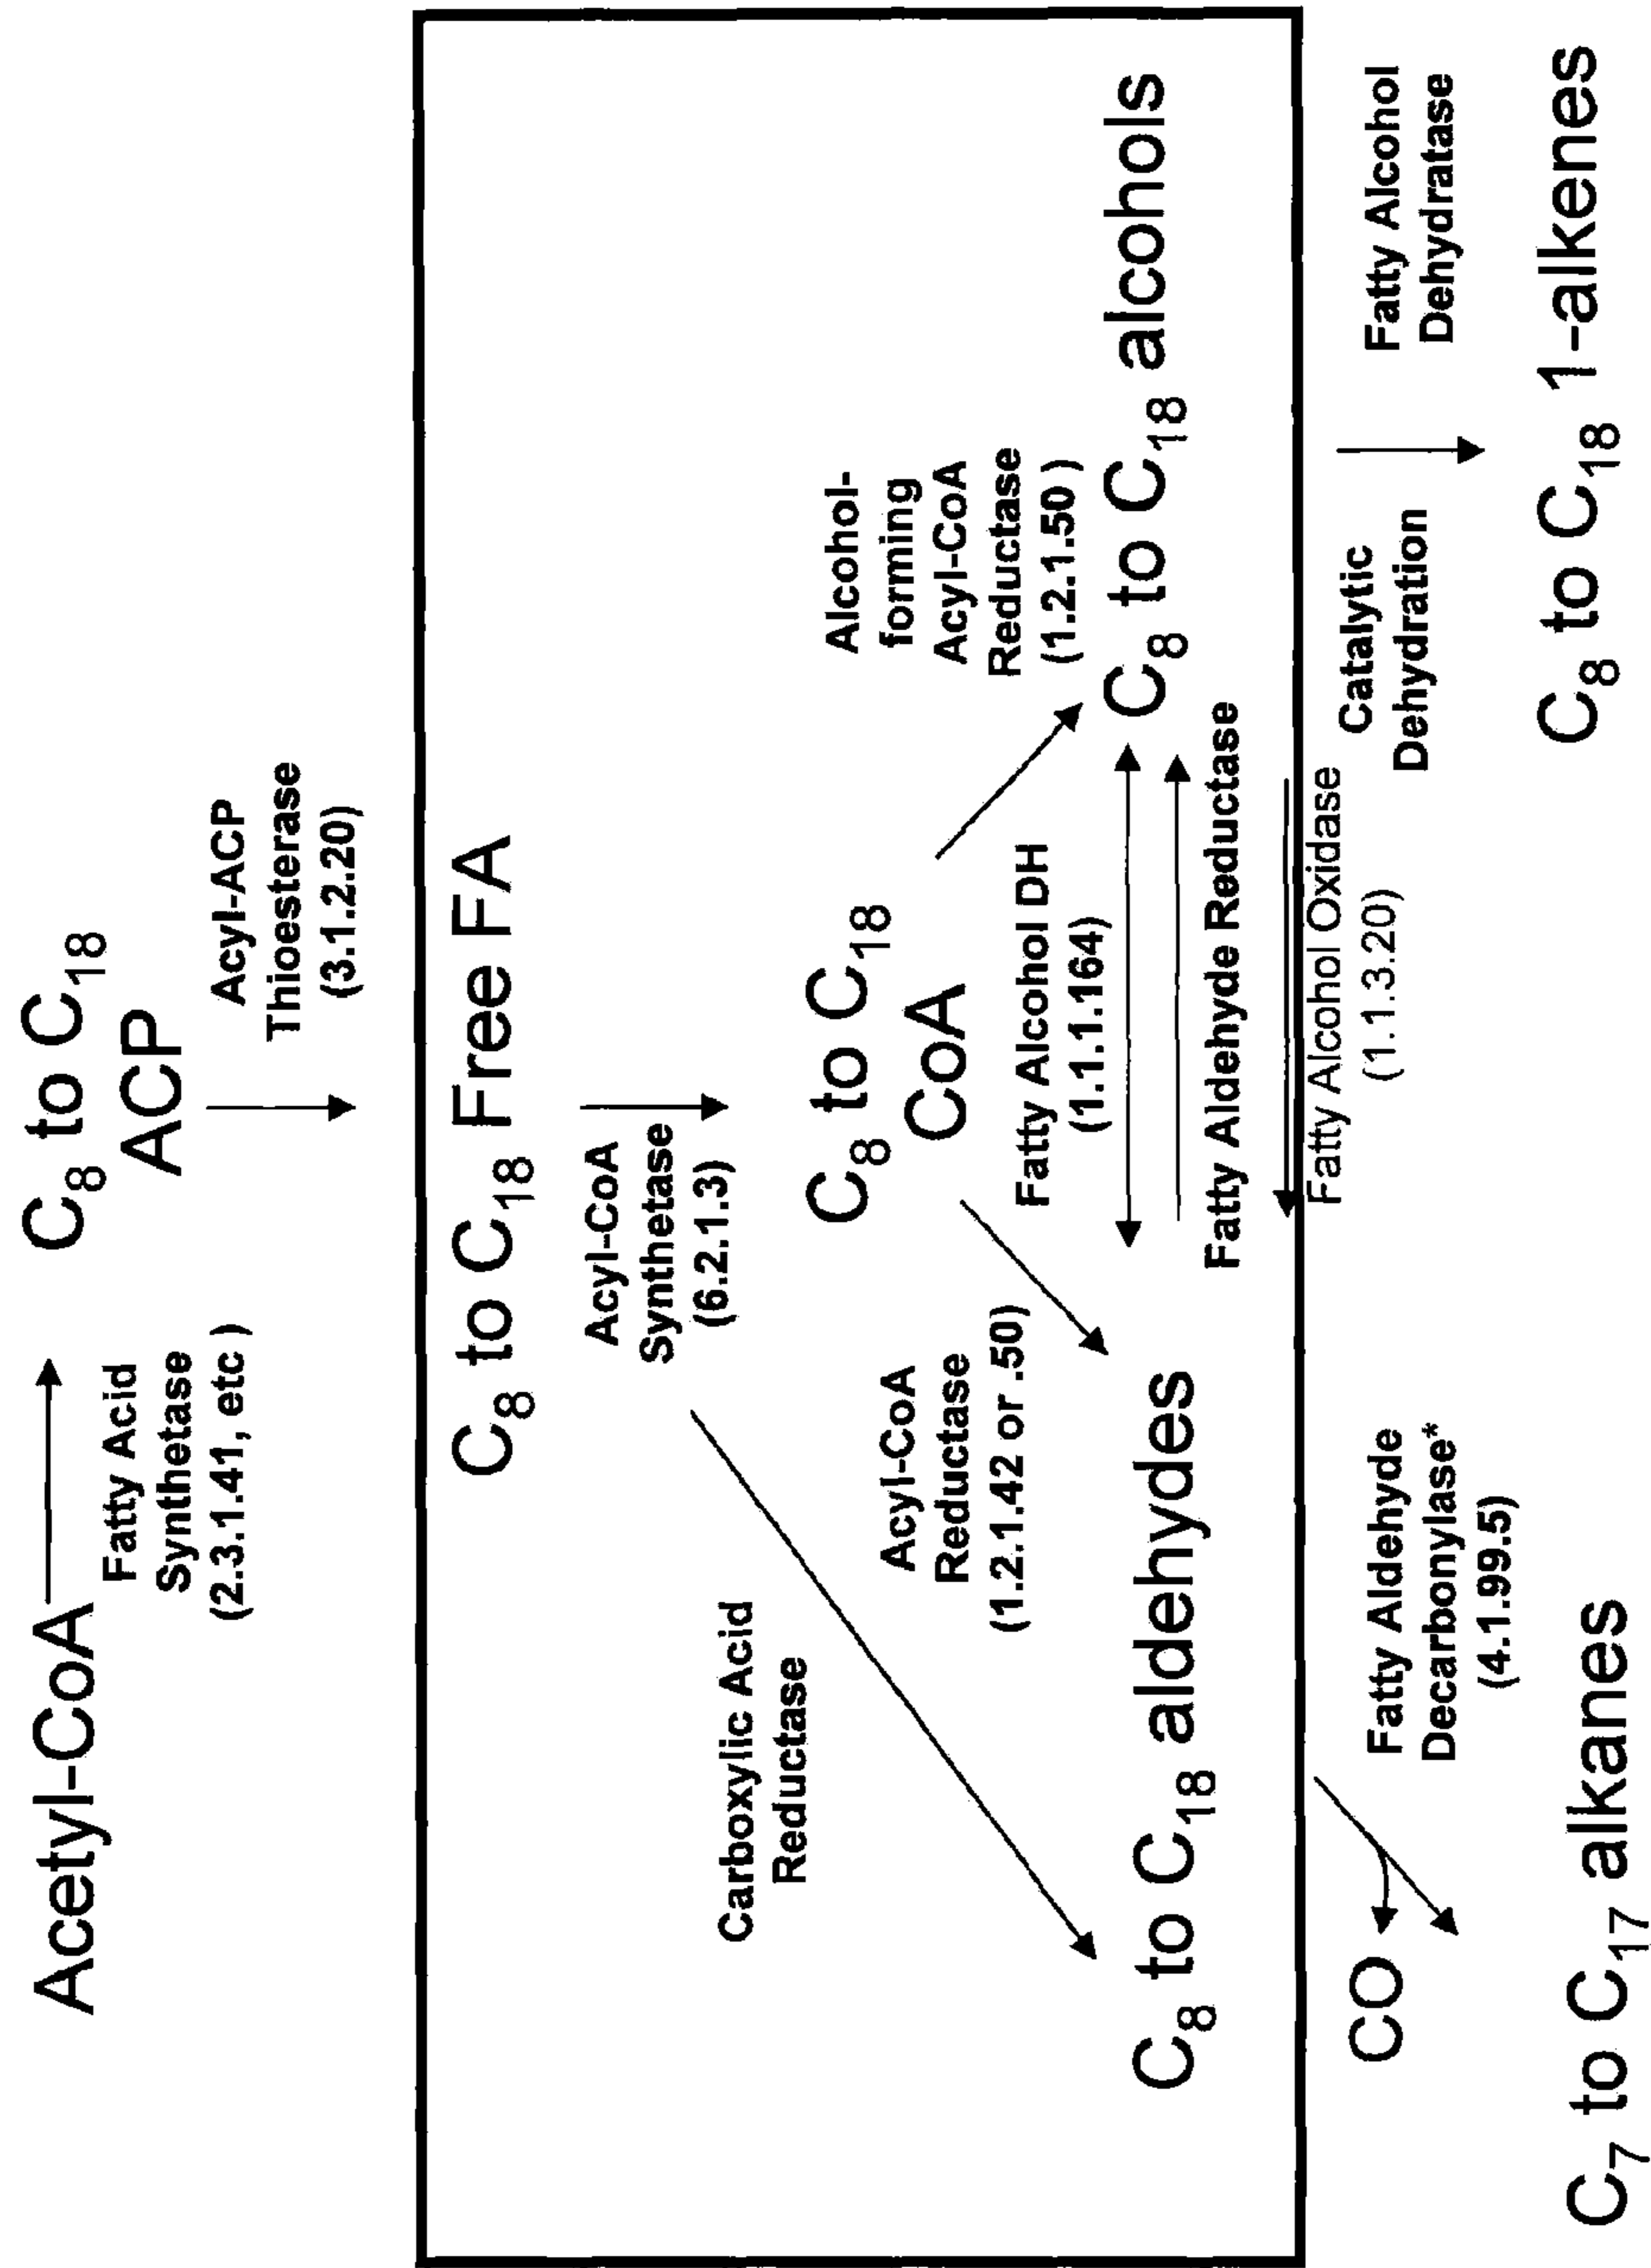 Acetyl-CoA
Fatty Acid
Synthetase
(2.3.1.41, etc )
C8 to C18
ACP
Acyl-ACP
Thioesterase
(3.1.2.20)
C8 to C18 Free FA
Acyl-CoA
Synthetase
(6.2.1.3)
Carboxylic Acid
Reductase
C8 to C18
CoA
Acyl-CoA
Reductase
(1.2.1.42 or .50)
Alcohol-
forming
Acyl-CoA
Reductase
(1.2.1.50 )
Fatty Alcohol DH
(1.1.1.164)
C8 to C18 aldehydes
C8 to C18 alcohols
Fatty Aldehyde Reductase
Fatty Alcohol Oxidase
(1.1.3.20)
CO
Fatty Aldehyde
Decarbonylase*
(4.1.99.5)
Catalytic
Dehydration
Fatty Alcohol
Dehydratase
C7 to C17 alkanes
C8 to C18 1-alkenes